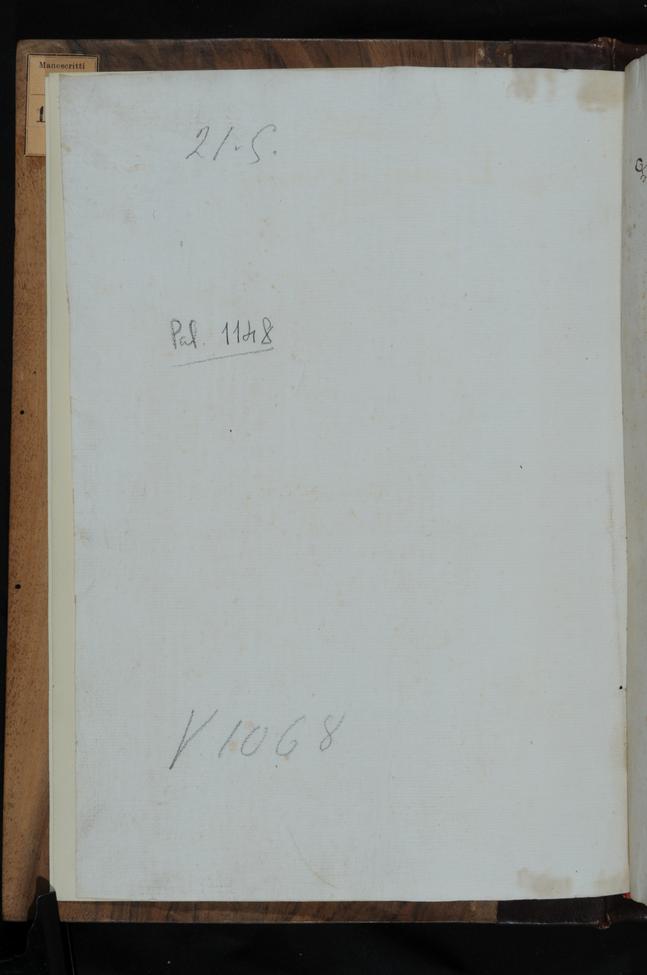 Manoscritti
21.5.
Pal. 1148
V 1068